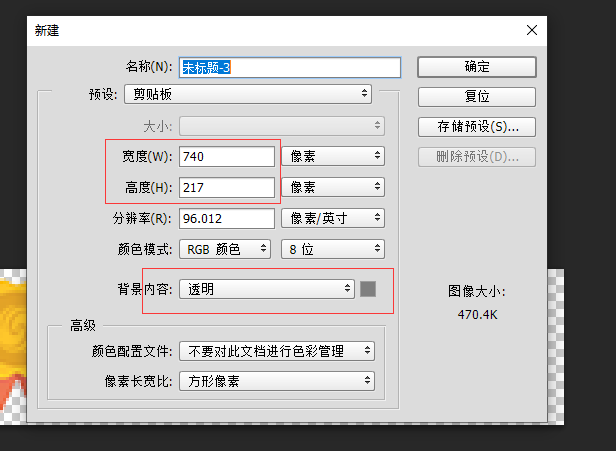 新建
名称(N): 未标题-3 确定
预设: 剪贴板 复位
大小: 存储预设(S)...
宽度(W): 740 像素 删除预设(D)...
高度(H): 217 像素
分辨率(R): 96.012 像素/英寸
颜色模式: RGB 颜色 8 位
背景内容: 透明 图像大小:
470.4K
高级
颜色配置文件: 不要对此文档进行色彩管理
像素长宽比: 方形像素